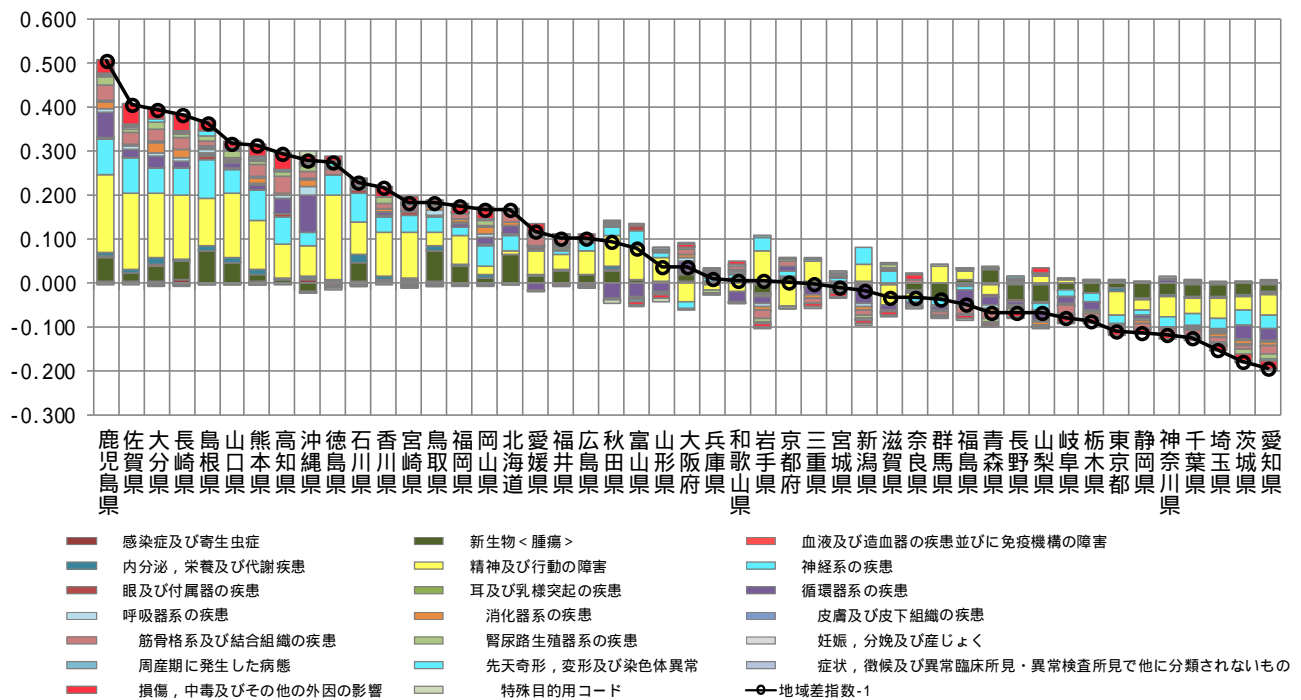 0.600
0.500
0.400
0.300
0.200
0.100
0.000
-0.100
-0.200
-0.300
鹿児島県
佐賀県
大分県
長崎県
島根県
山口県
熊本県
高知県
沖縄県
徳島県
石川県
香川県
宮崎県
鳥取県
福岡県
岡山県
北海道
愛媛県
福井県
広島県
秋田県
富山県
山形県
大阪府
兵庫県
和歌山県
岩手県
京都府
三重県
宮城県
新潟県
滋賀県
奈良県
群馬県
福島県
青森県
長野県
山梨県
岐阜県
栃木県
東京都
静岡県
神奈川県
千葉県
埼玉県
茨城県
愛知県
感染症及び寄生虫症
新生物<腫瘍>
血液及び造血器の疾患並びに免疫機構の障害
内分泌,栄養及び代謝疾患
精神及び行動の障害
神経系の疾患
眼及び付属器の疾患
耳及び乳様突起の疾患
循環器系の疾患
呼吸器系の疾患
消化器系の疾患
皮膚及び皮下組織の疾患
筋骨格系及び結合組織の疾患
腎尿路生殖器系の疾患
妊娠,分娩及び産じょく
周産期に発生した病態
先天奇形,変形及び染色体異常
症状,徴候及び異常臨床所見・異常検査所見で他に分類されないもの
損傷,中毒及びその他の外因の影響
特殊目的用コード
地域差指数-1